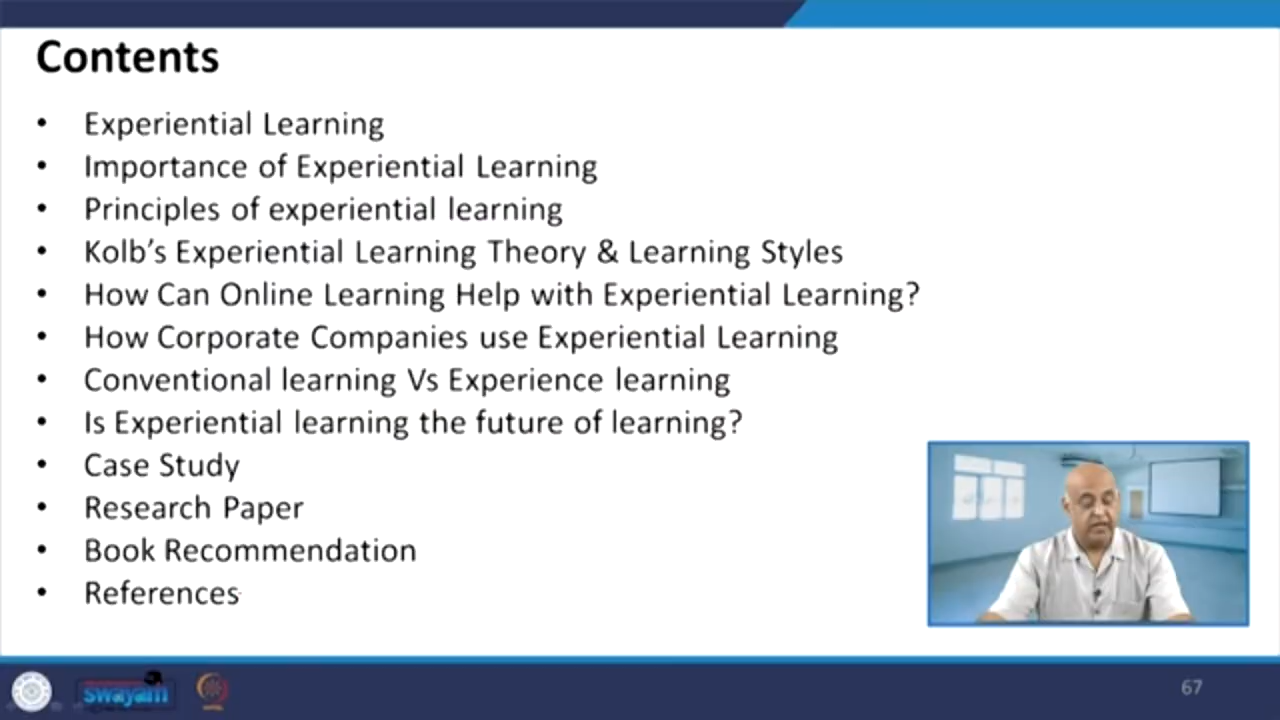 Contents
• Experiential Learning
• Importance of Experiential Learning
• Principles of experiential learning
• Kolb's Experiential Learning Theory & Learning Styles
• How Can Online Learning Help with Experiential Learning?
• How Corporate Companies use Experiential Learning
• Conventional learning Vs Experience learning
• Is Experiential learning the future of learning?
• Case Study
• Research Paper
• Book Recommendation
• References
swayam
67